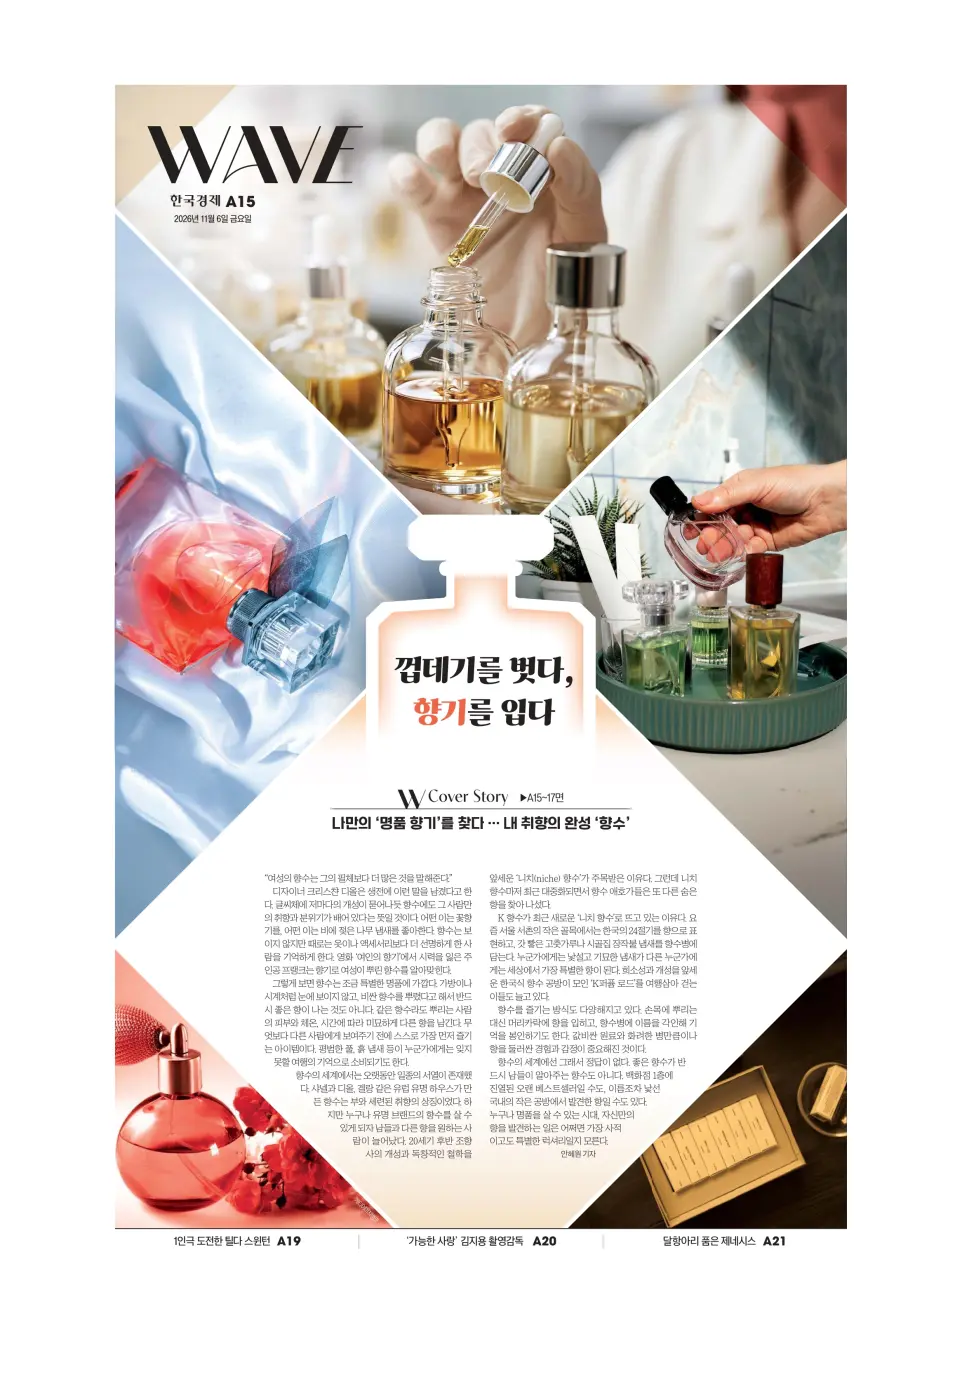 WAVE
한국경제 A15
2026년 11월 6일 금요일
껍데기를 벗다,
향기를 입다
W Cover Story ▶A15~17면
나만의 ‘명품 향기’를 찾다 … 내 취향의 완성 ‘향수’
“여성의 향수는 그의 필체보다 더 많은 것을 말해준다.”
디자이너 크리스챤 디올은 생전에 이런 말을 남겼다고 한
다. 글씨체에 저마다의 개성이 묻어나듯 향수에도 그 사람만
의 취향과 분위기가 배어 있다는 뜻일 것이다. 어떤 이는 꽃향
기를, 어떤 이는 비에 젖은 나무 냄새를 좋아한다. 향수는 보
이지 않지만 때로는 옷이나 액세서리보다 더 선명하게 한 사
람을 기억하게 한다. 영화 ‘여인의 향기’에서 시력을 잃은 주
인공 프랭크는 향기로 여성이 뿌린 향수를 알아맞힌다.
그렇게 보면 향수는 조금 특별한 명품에 가깝다. 가방이나
시계처럼 눈에 보이지 않고, 비싼 향수를 뿌렸다고 해서 반드
시 좋은 향이 나는 것도 아니다. 같은 향수라도 뿌리는 사람
의 피부와 체온, 시간에 따라 미묘하게 다른 향을 남긴다. 무
엇보다 다른 사람에게 보여주기 전에 스스로 가장 먼저 즐기
는 아이템이다. 평범한 풀, 흙 냄새 등이 누군가에게는 잊지
못할 여행의 기억으로 소비되기도 한다.
향수의 세계에서는 오랫동안 일종의 서열이 존재했
다. 샤넬과 디올, 겔랑 같은 유럽 유명 하우스가 만
든 향수는 부와 세련된 취향의 상징이었다. 하
지만 누구나 유명 브랜드의 향수를 살 수
있게 되자 남들과 다른 향을 원하는 사
람이 늘어났다. 20세기 후반 조향
사의 개성과 독창적인 철학을
앞세운 ‘니치(niche) 향수’가 주목받은 이유다. 그런데 니치
향수마저 최근 대중화되면서 향수 애호가들은 또 다른 숨은
향을 찾아 나섰다.
K 향수가 최근 새로운 ‘니치 향수’로 뜨고 있는 이유다. 요
즘 서울 서촌의 작은 골목에서는 한국의 24절기를 향으로 표
현하고, 갓 빻은 고춧가루나 시골집 장작불 냄새를 향수병에
담는다. 누군가에게는 낯설고 기묘한 냄새가 다른 누군가에
게는 세상에서 가장 특별한 향이 된다. 희소성과 개성을 앞세
운 한국식 향수 공방이 모인 ‘K퍼퓸 로드’를 여행삼아 걷는
이들도 늘고 있다.
향수를 즐기는 방식도 다양해지고 있다. 손목에 뿌리는
대신 머리카락에 향을 입히고, 향수병에 이름을 각인해 기
억을 봉인하기도 한다. 값비싼 원료와 화려한 병만큼이나
향을 둘러싼 경험과 감정이 중요해진 것이다.
향수의 세계에선 그래서 정답이 없다. 좋은 향수가 반
드시 남들이 알아주는 향수도 아니다. 백화점 1층에
진열된 오랜 베스트셀러일 수도, 이름조차 낯선
국내의 작은 공방에서 발견한 향일 수도 있다.
누구나 명품을 살 수 있는 시대, 자신만의
향을 발견하는 일은 어쩌면 가장 사적
이고도 특별한 럭셔리일지 모른다.
안혜원 기자
1인극 도전한 틸다 스윈턴 A19
‘가능한 사랑’ 김지용 촬영감독 A20
달항아리 품은 제네시스 A21